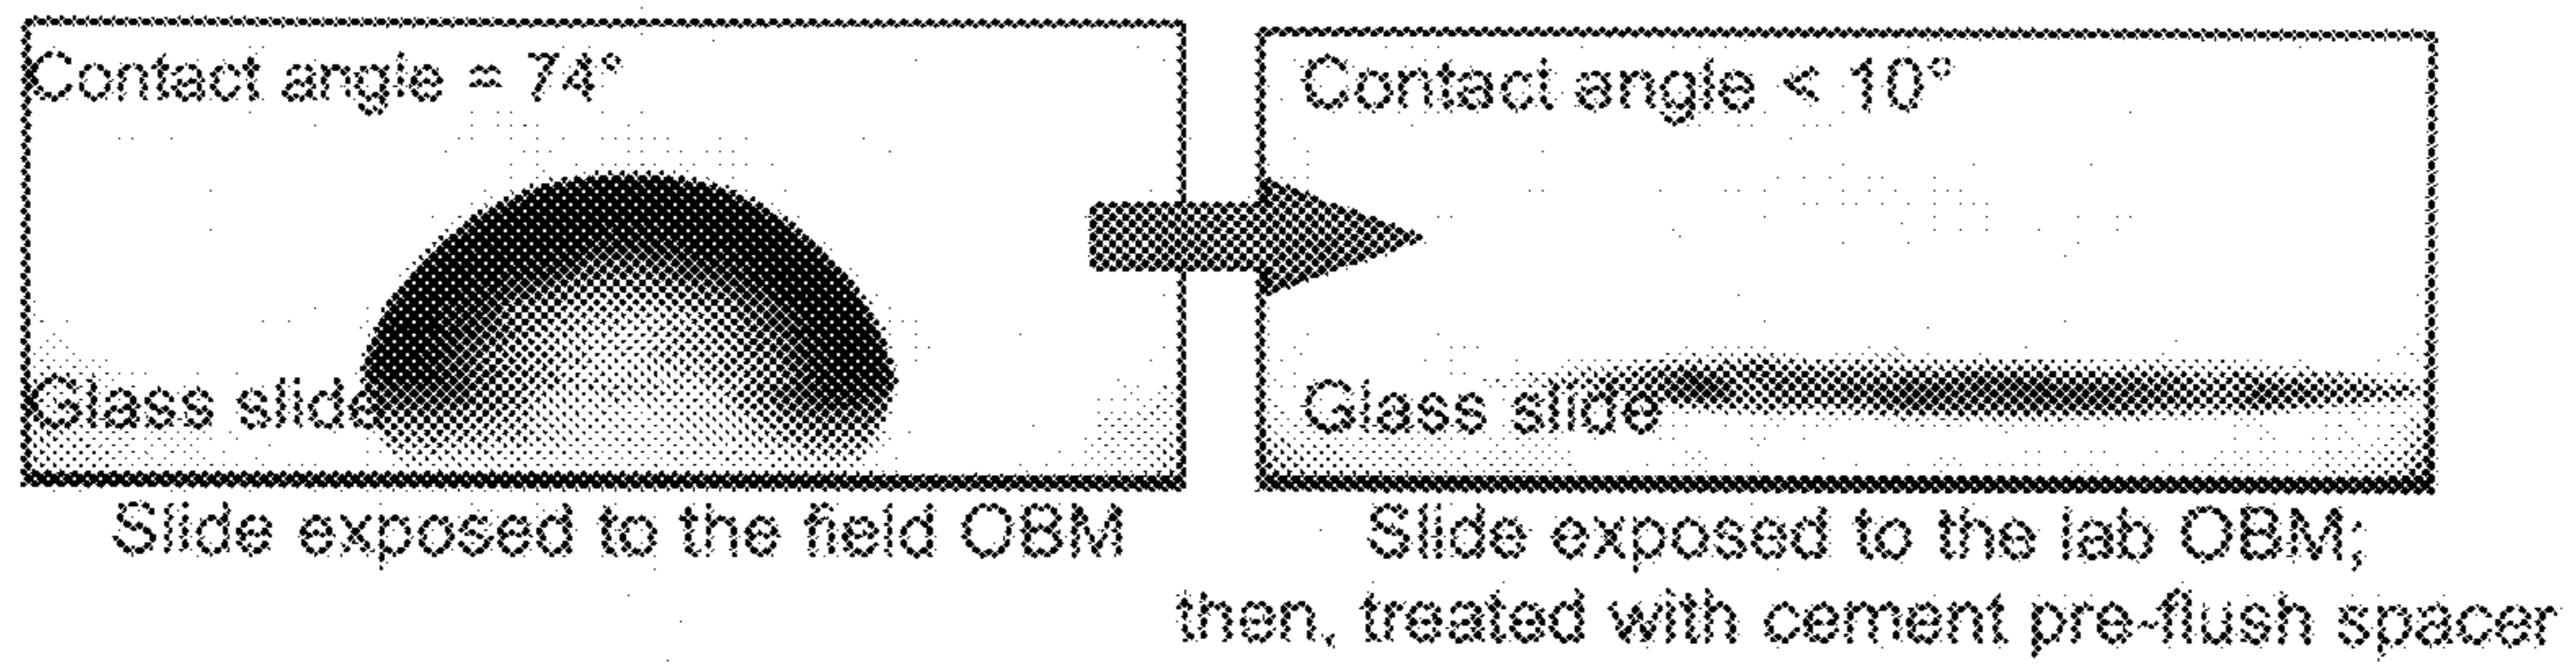 Contact angle = 74°
Glass slide
Slide exposed to the field OBM
Contact angle < 10°
Glass slide
Slide exposed to the lab OBM;
then, treated with cement pre-flush spacer